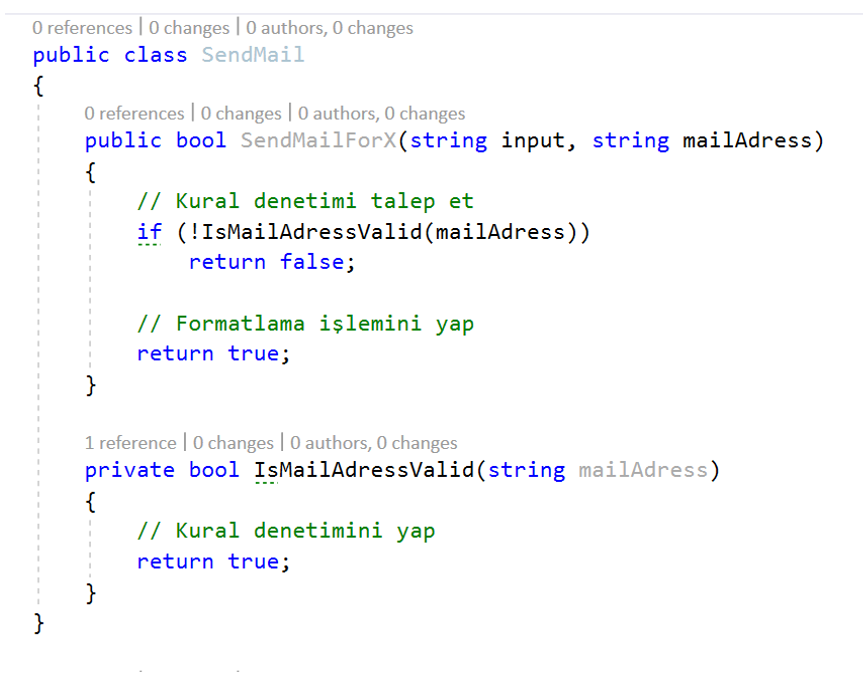 0 references | 0 changes | 0 authors, 0 changes
public class SendMail
{
0 references | 0 changes | 0 authors, 0 changes
public bool SendMailForX(string input, string mailAdress)
{
// Kural denetimi talep et
if (!IsMailAdressValid(mailAdress))
return false;
// Formatlama işlemini yap
return true;
}
1 reference | 0 changes | 0 authors, 0 changes
private bool IsMailAdressValid(string mailAdress)
{
// Kural denetimini yap
return true;
}
}